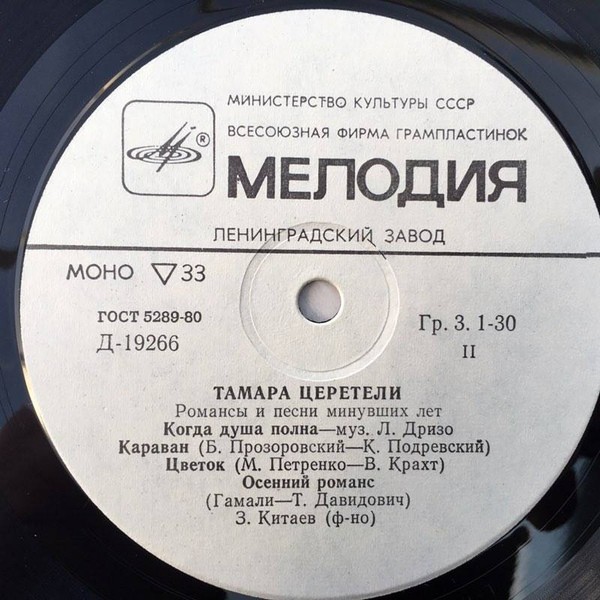 МИНИСТЕРСТВО КУЛЬТУРЫ СССР
ВСЕСОЮЗНАЯ ФИРМА ГРАМПЛАСТИНОК
®
МЕЛОДИЯ
ЛЕНИНГРАДСКИЙ ЗАВОД
МОНО ▽ 33
ГОСТ 5289-80
Д-19266
Гр. 3. 1-30
II
ТАМАРА ЦЕРЕТЕЛИ
Романсы и песни минувших лет
Когда душа полна—муз. Л. Дризо
Караван (Б. Прозоровский—К. Подревский)
Цветок (М. Петренко—В. Крахт)
Осенний романс
(Гамали—Т. Давидович)
З. Китаев (ф-но)